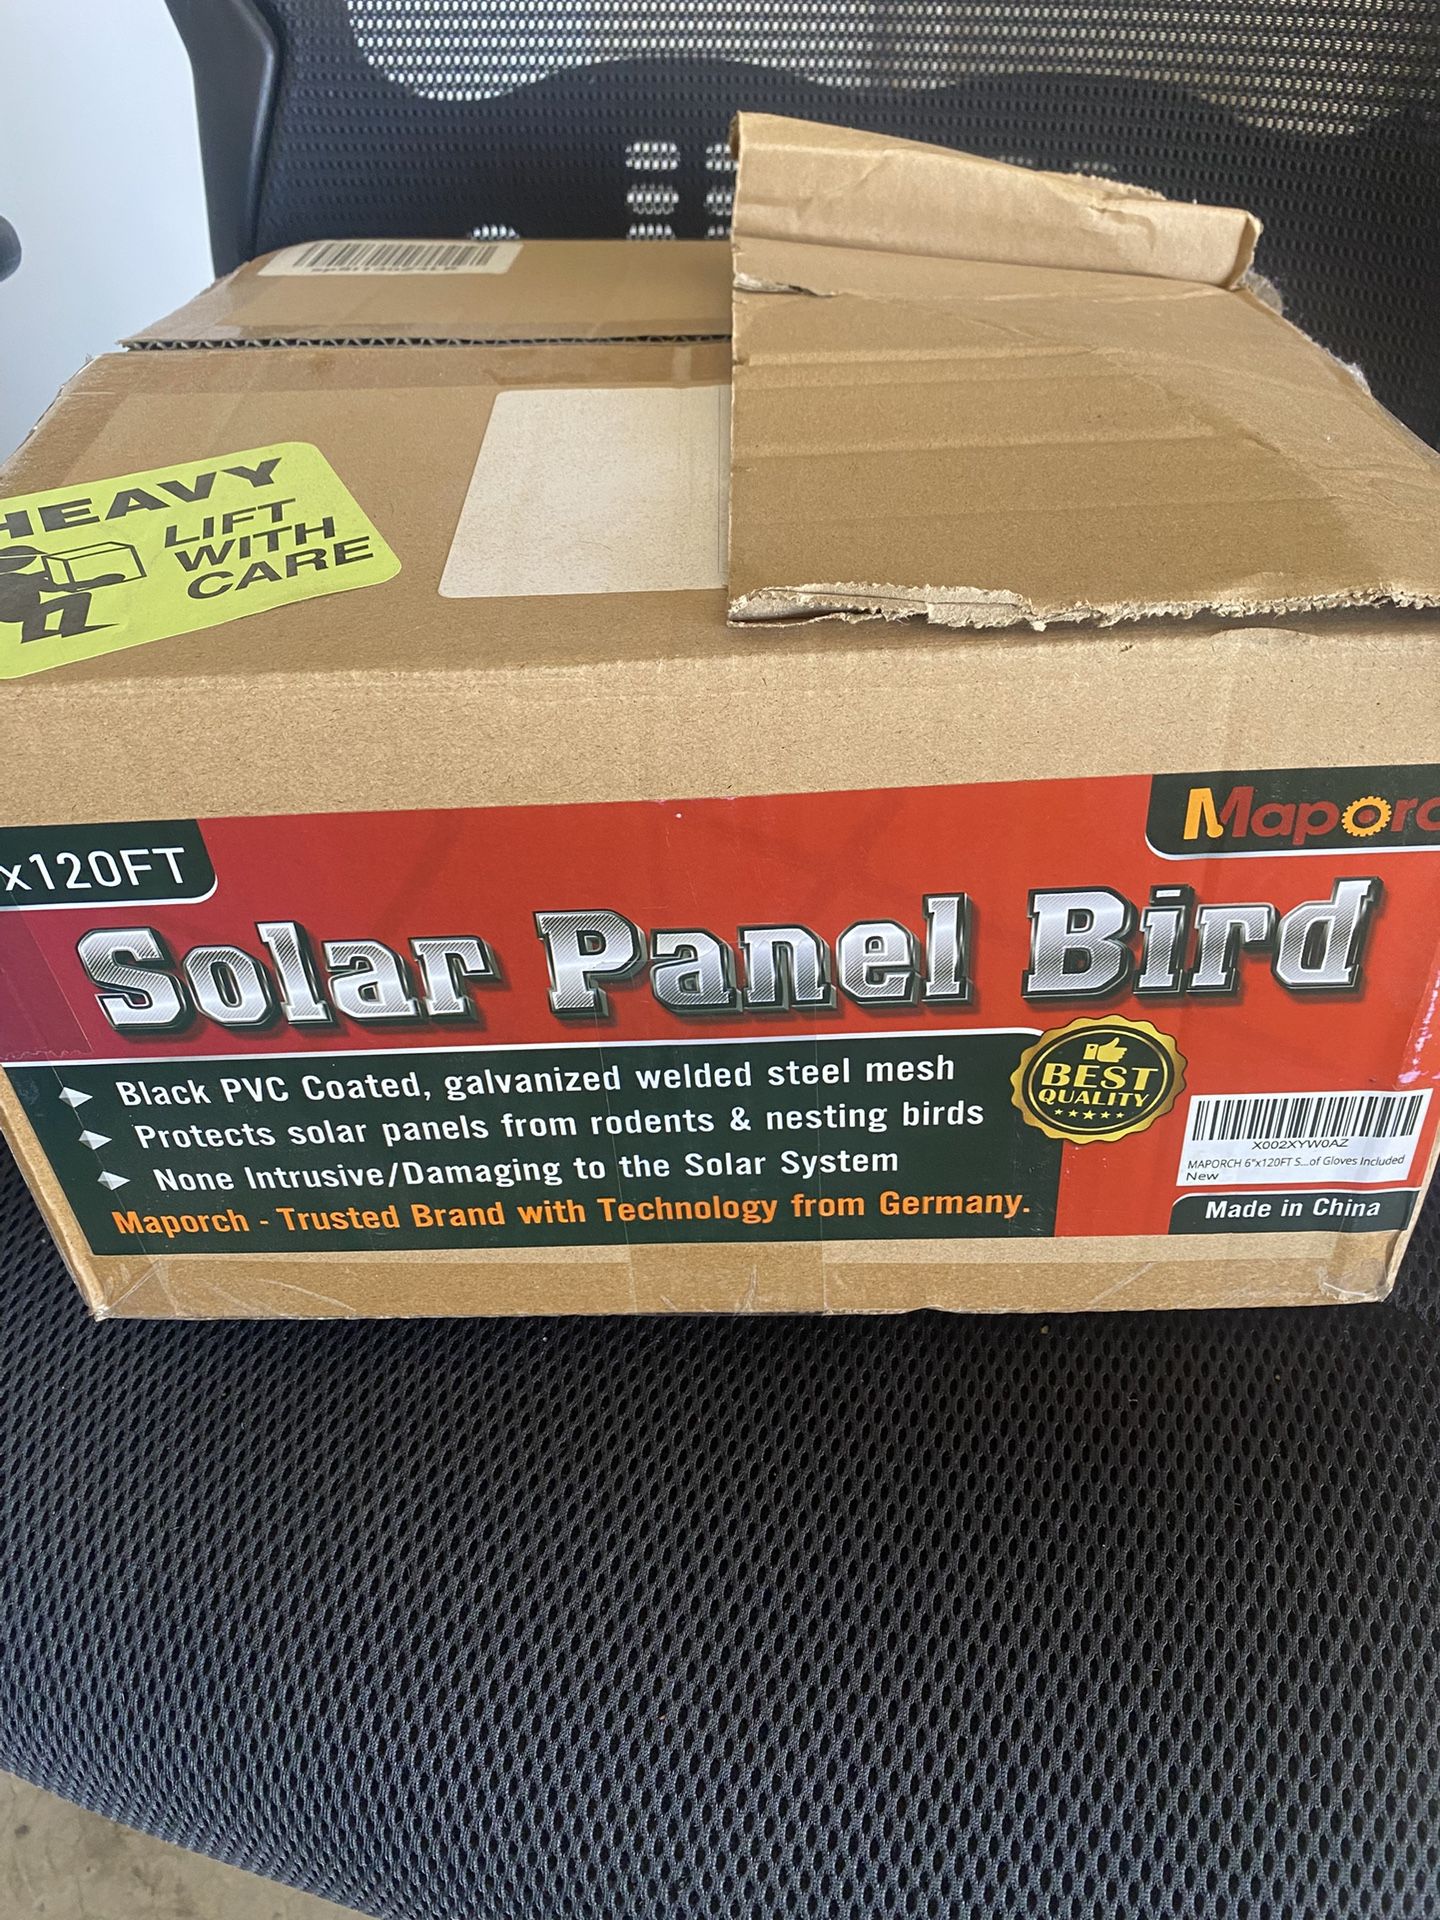 HEAVY
LIFT
WITH
CARE
x120FT
Maporc
Solar Panel Bird
Black PVC Coated, galvanized welded steel mesh
Protects solar panels from rodents & nesting birds
None Intrusive/Damaging to the Solar System
Maporch - Trusted Brand with Technology from Germany.
BEST
QUALITY
X002XYW0AZ
MAPORCH 6"x120FT S...of Gloves Included
New
Made in China